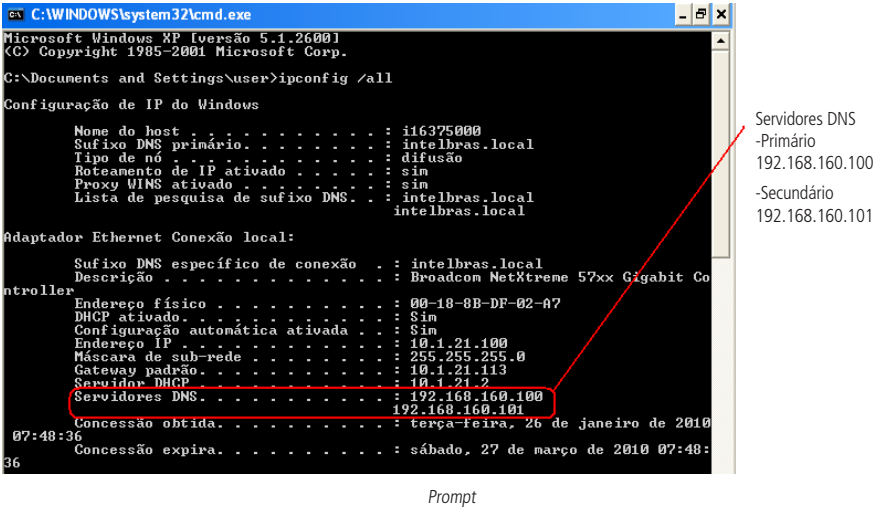 C:\WINDOWS\system32\cmd.exe
Microsoft Windows XP [versão 5.1.2600]
(C) Copyright 1985-2001 Microsoft Corp.
C:\Documents and Settings\user>ipconfig /all
Configuração de IP do Windows
Nome do host . . . . . . . . . . . : i16375000
Sufixo DNS primário. . . . . . . . : intelbras.local
Tipo de nó . . . . . . . . . . . . : difusão
Roteamento de IP ativado . . . . . : sim
Proxy WINS ativado . . . . . . . . : sim
Lista de pesquisa de sufixo DNS. . : intelbras.local
intelbras.local
Adaptador Ethernet Conexão local:
Sufixo DNS específico de conexão  . : intelbras.local
Descrição . . . . . . . . . . . . . : Broadcom NetXtreme 57xx Gigabit Co
ntroller
Endereço físico . . . . . . . . . . : 00-18-8B-DF-02-A7
DHCP ativado. . . . . . . . . . . . : Sim
Configuração automática ativada . . : Sim
Endereço IP . . . . . . . . . . . . : 10.1.21.100
Máscara de sub-rede . . . . . . . . : 255.255.255.0
Gateway padrão. . . . . . . . . . . : 10.1.21.113
Servidor DHCP . . . . . . . . . . . : 10.1.21.2
Servidores DNS. . . . . . . . . . . : 192.168.160.100
192.168.160.101
Concessão obtida. . . . . . . . . . : terça-feira, 26 de janeiro de 2010
07:48:36
Concessão expira. . . . . . . . . . : sábado, 27 de março de 2010 07:48:
36
Servidores DNS
-Primário
192.168.160.100
-Secundário
192.168.160.101
Prompt